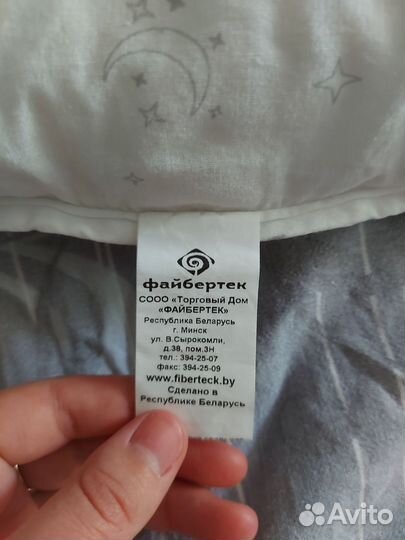 файбертек
СООО «Торговый Дом
«ФАЙБЕРТЕК»
Республика Беларусь
г. Минск
ул. В.Сырокомли,
д.38, пом.3Н
тел.: 394-25-07
факс: 394-25-09
www.fiberteck.by
Сделано в
Республике Беларусь
Avito